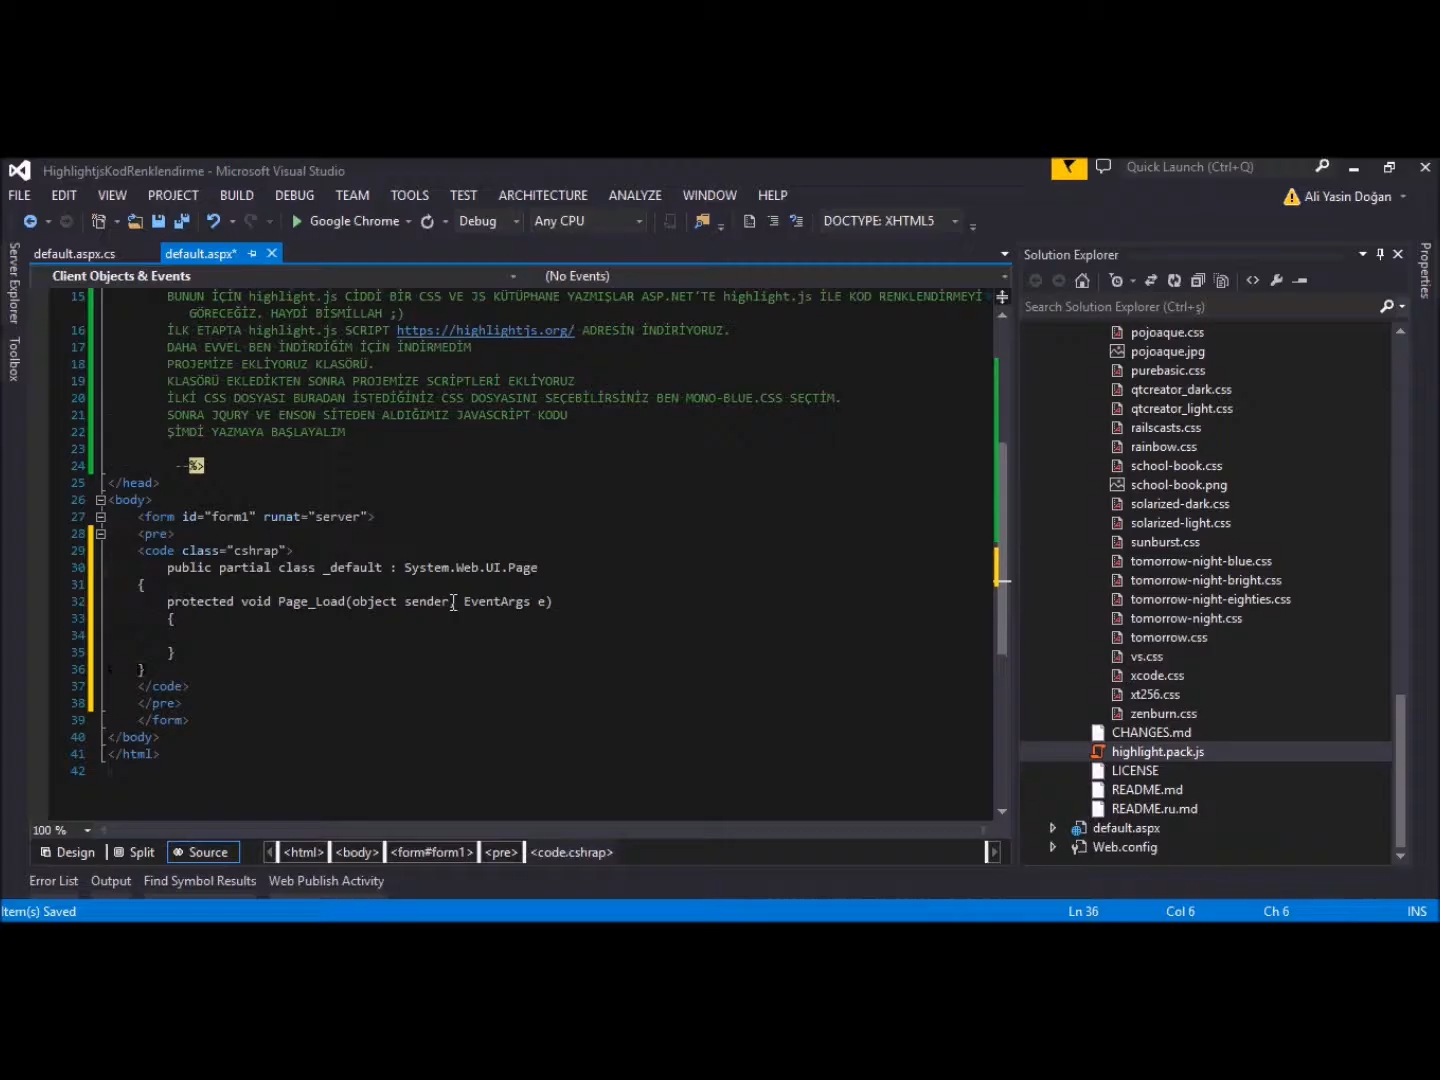 HighlightjsKodRenklendirme - Microsoft Visual Studio
Quick Launch (Ctrl+Q)
FILE EDIT VIEW PROJECT BUILD DEBUG TEAM TOOLS TEST ARCHITECTURE ANALYZE WINDOW HELP
Ali Yasin Doğan
Google Chrome Debug Any CPU DOCTYPE: XHTML5
Server Explorer
Toolbox
default.aspx.cs default.aspx*
Client Objects & Events (No Events)
15 BUNUN İÇİN highlight.js CİDDİ BİR CSS VE JS KÜTÜPHANE YAZMIŞLAR ASP.NET'TE highlight.js İLE KOD RENKLENDİRMEYİ
GÖRECEĞİZ. HAYDİ BİSMİLLAH ;)
16 İLK ETAPTA highlight.js SCRIPT https://highlightjs.org/ ADRESİN İNDİRİYORUZ.
17 DAHA EVVEL BEN İNDİRDİĞİM İÇİN İNDİRMEDİM
18 PROJEMİZE EKLİYORUZ KLASÖRÜ.
19 KLASÖRÜ EKLEDİKTEN SONRA PROJEMİZE SCRİPTLERİ EKLİYORUZ
20 İLKİ CSS DOSYASI BURADAN İSTEDİĞİNİZ CSS DOSYASINI SEÇEBİLİRSİNİZ BEN MONO-BLUE.CSS SEÇTİM.
21 SONRA JQURY VE ENSON SİTEDEN ALDIĞIMIZ JAVASCRİPT KODU
22 ŞİMDİ YAZMAYA BAŞLAYALIM
23
24 --%>
25 </head>
26 <body>
27 <form id="form1" runat="server">
28 <pre>
29 <code class="cshrap">
30 public partial class _default : System.Web.UI.Page
31 {
32 protected void Page_Load(object sender, EventArgs e)
33 {
34
35 }
36 }
37 </code>
38 </pre>
39 </form>
40 </body>
41 </html>
42
100 %
Design Split Source <html> <body> <form#form1> <pre> <code.cshrap>
Error List Output Find Symbol Results Web Publish Activity
Item(s) Saved Ln 36 Col 6 Ch 6 INS
Solution Explorer
Search Solution Explorer (Ctrl+ş)
pojoaque.css
pojoaque.jpg
purebasic.css
qtcreator_dark.css
qtcreator_light.css
railscasts.css
rainbow.css
school-book.css
school-book.png
solarized-dark.css
solarized-light.css
sunburst.css
tomorrow-night-blue.css
tomorrow-night-bright.css
tomorrow-night-eighties.css
tomorrow-night.css
tomorrow.css
vs.css
xcode.css
xt256.css
zenburn.css
CHANGES.md
highlight.pack.js
LICENSE
README.md
README.ru.md
default.aspx
Web.config
Properties